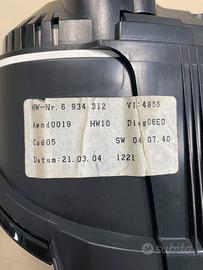 HW-Nr.6 934 312 VI:4855
Aend0019 HW10 Diag06E0
Cod05 SW 04.07.40
Datum:21.03.04 1221
subito